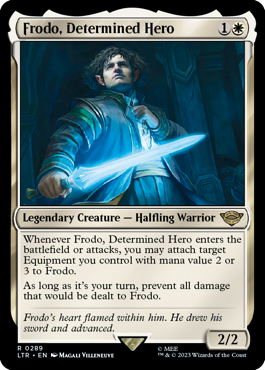 Frodo, Determined Hero 1
Legendary Creature — Halfling Warrior
Whenever Frodo, Determined Hero enters the
battlefield or attacks, you may attach target
Equipment you control with mana value 2
or 3 to Frodo.
As long as it's your turn, prevent all damage
that would be dealt to Frodo.
Frodo's heart flamed within him. He drew his
sword and advanced.
2/2
R 0289 © MEE
LTR • EN MAGALI VILLENEUVE ™ & © 2023 Wizards of the Coast